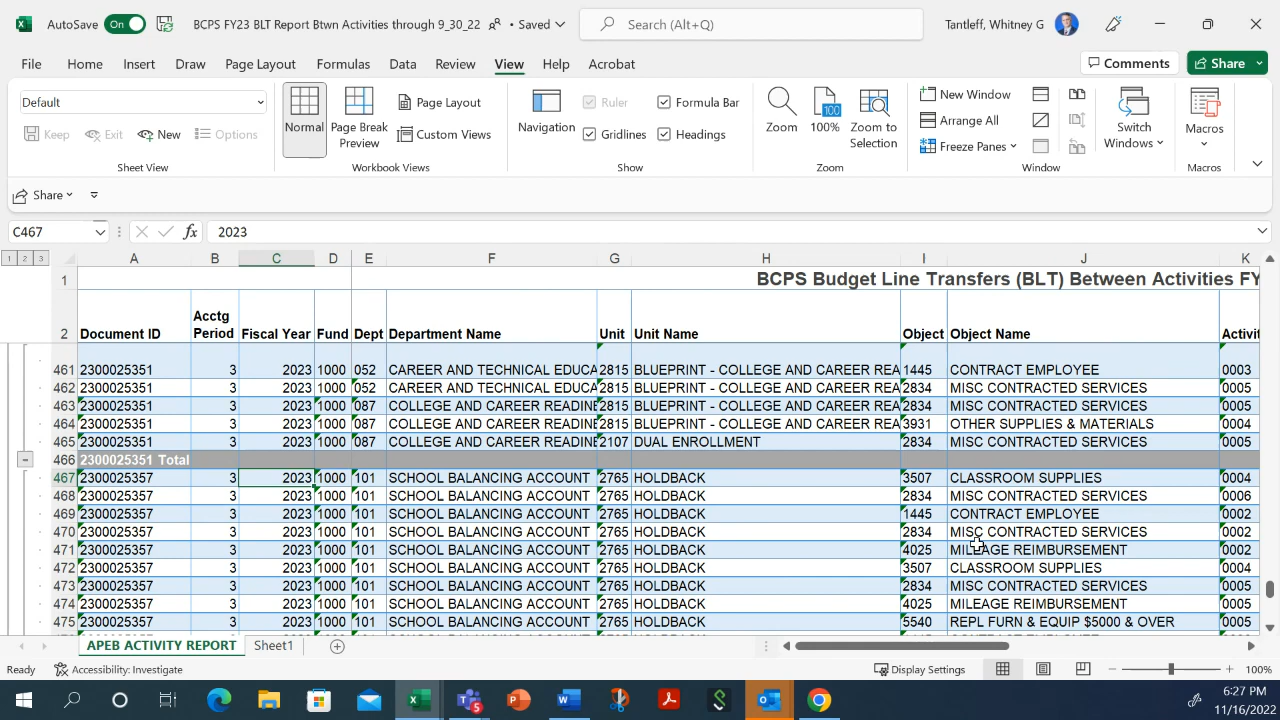 AutoSave On BCPS FY23 BLT Report Btwn Activities through 9_30_22 • Saved Search (Alt+Q) Tantleff, Whitney G
File Home Insert Draw Page Layout Formulas Data Review View Help Acrobat Comments Share
Default
Keep Exit New Options
Sheet View
Normal Page Break Preview Page Layout Custom Views
Workbook Views
Navigation Ruler Gridlines Formula Bar Headings
Show
Zoom 100% Zoom to Selection
Zoom
New Window Arrange All Freeze Panes Switch Windows
Window
Macros
Macros
Share
C467 fx 2023
1 2 3 A B C D E F G H I J K
1 BCPS Budget Line Transfers (BLT) Between Activities FY
2 Document ID Acctg Period Fiscal Year Fund Dept Department Name Unit Unit Name Object Object Name Activit
461 2300025351 3 2023 1000 052 CAREER AND TECHNICAL EDUCA 2815 BLUEPRINT - COLLEGE AND CAREER REA 1445 CONTRACT EMPLOYEE 0003
462 2300025351 3 2023 1000 052 CAREER AND TECHNICAL EDUCA 2815 BLUEPRINT - COLLEGE AND CAREER REA 2834 MISC CONTRACTED SERVICES 0005
463 2300025351 3 2023 1000 087 COLLEGE AND CAREER READINE 2815 BLUEPRINT - COLLEGE AND CAREER REA 2834 MISC CONTRACTED SERVICES 0005
464 2300025351 3 2023 1000 087 COLLEGE AND CAREER READINE 2815 BLUEPRINT - COLLEGE AND CAREER REA 3931 OTHER SUPPLIES & MATERIALS 0004
465 2300025351 3 2023 1000 087 COLLEGE AND CAREER READINE 2107 DUAL ENROLLMENT 2834 MISC CONTRACTED SERVICES 0005
466 2300025351 Total
467 2300025357 3 2023 1000 101 SCHOOL BALANCING ACCOUNT 2765 HOLDBACK 3507 CLASSROOM SUPPLIES 0004
468 2300025357 3 2023 1000 101 SCHOOL BALANCING ACCOUNT 2765 HOLDBACK 2834 MISC CONTRACTED SERVICES 0006
469 2300025357 3 2023 1000 101 SCHOOL BALANCING ACCOUNT 2765 HOLDBACK 1445 CONTRACT EMPLOYEE 0002
470 2300025357 3 2023 1000 101 SCHOOL BALANCING ACCOUNT 2765 HOLDBACK 2834 MISC CONTRACTED SERVICES 0002
471 2300025357 3 2023 1000 101 SCHOOL BALANCING ACCOUNT 2765 HOLDBACK 4025 MILEAGE REIMBURSEMENT 0002
472 2300025357 3 2023 1000 101 SCHOOL BALANCING ACCOUNT 2765 HOLDBACK 3507 CLASSROOM SUPPLIES 0004
473 2300025357 3 2023 1000 101 SCHOOL BALANCING ACCOUNT 2765 HOLDBACK 2834 MISC CONTRACTED SERVICES 0005
474 2300025357 3 2023 1000 101 SCHOOL BALANCING ACCOUNT 2765 HOLDBACK 4025 MILEAGE REIMBURSEMENT 0005
475 2300025357 3 2023 1000 101 SCHOOL BALANCING ACCOUNT 2765 HOLDBACK 5540 REPL FURN & EQUIP $5000 & OVER 0005
APEB ACTIVITY REPORT Sheet1
Ready Accessibility: Investigate Display Settings 100%
6:27 PM
11/16/2022